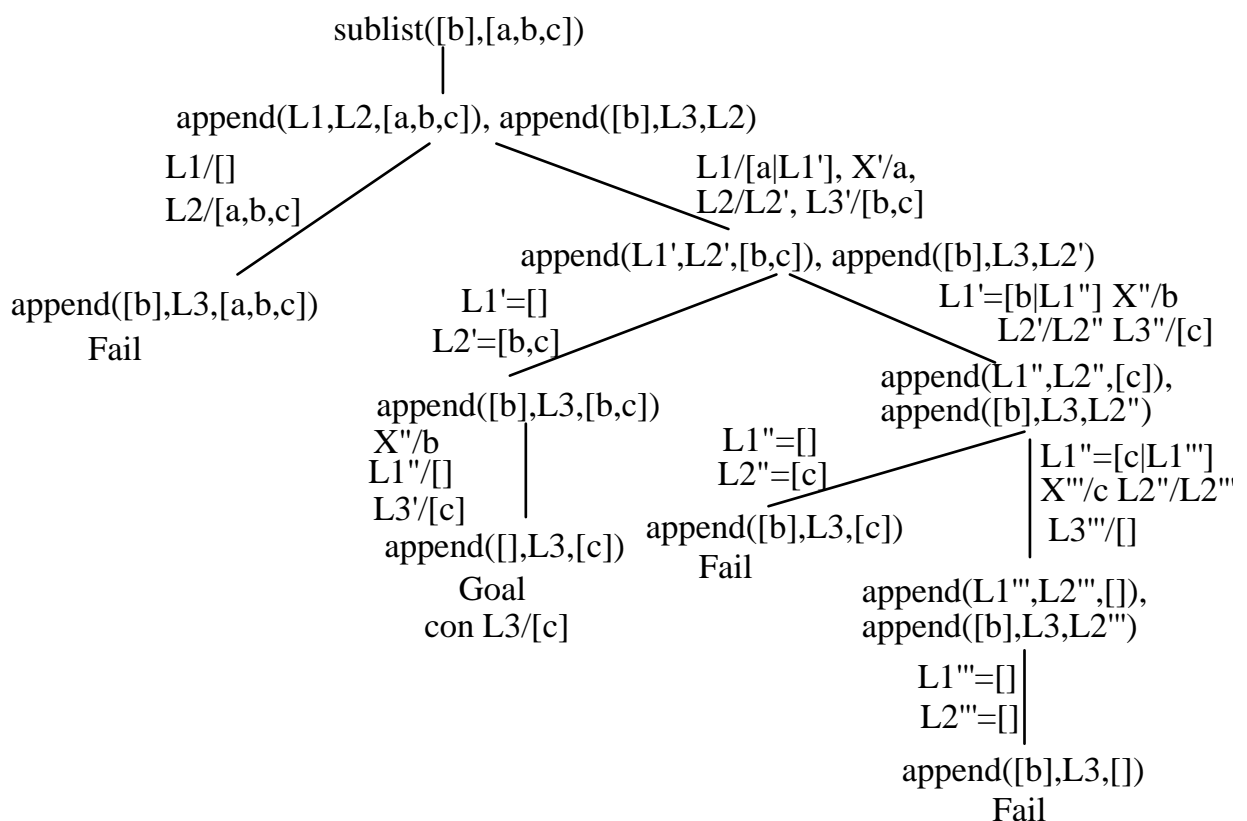 sublist([b],[a,b,c])
append(L1,L2,[a,b,c]), append([b],L3,L2)
L1/[]
L2/[a,b,c]
L1/[a|L1'], X'/a,
L2/L2', L3'/[b,c]
append([b],L3,[a,b,c])
Fail
append(L1',L2',[b,c]), append([b],L3,L2')
L1'=[]
L2'=[b,c]
L1'=[b|L1"] X"/b
L2'/L2" L3"/[c]
append([b],L3,[b,c])
X"/b
L1"/[]
L3'/[c]
append([],L3,[c])
Goal
con L3/[c]
append(L1",L2",[c]),
append([b],L3,L2")
L1"=[]
L2"=[c]
append([b],L3,[c])
Fail
L1"=[c|L1"']
X"'/c L2"/L2"'
L3"'/[]
append(L1"',L2"',[]),
append([b],L3,L2"')
L1"'=[]
L2"'=[]
append([b],L3,[])
Fail